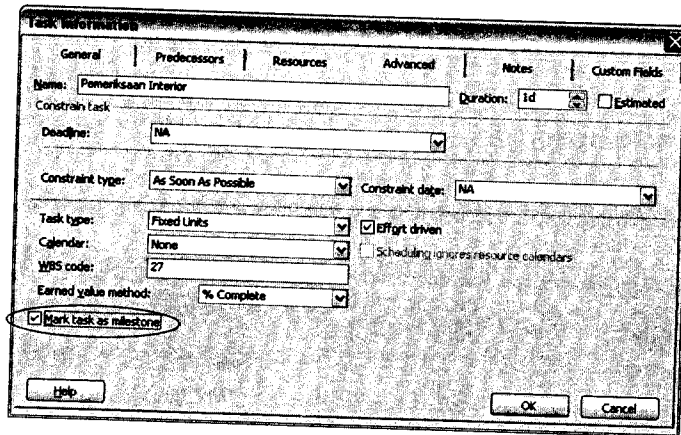 Task Information
General Predecessors Resources Advanced Notes Custom Fields
Name: Pemeriksaan Interior Duration: 1d Estimated
Constrain task
Deadline: NA
Constraint type: As Soon As Possible Constraint date: NA
Task type: Fixed Units Effort driven
Calendar: None Scheduling ignores resource calendars
WBS code: 27
Earned value method: % Complete
Mark task as milestone
Help OK Cancel